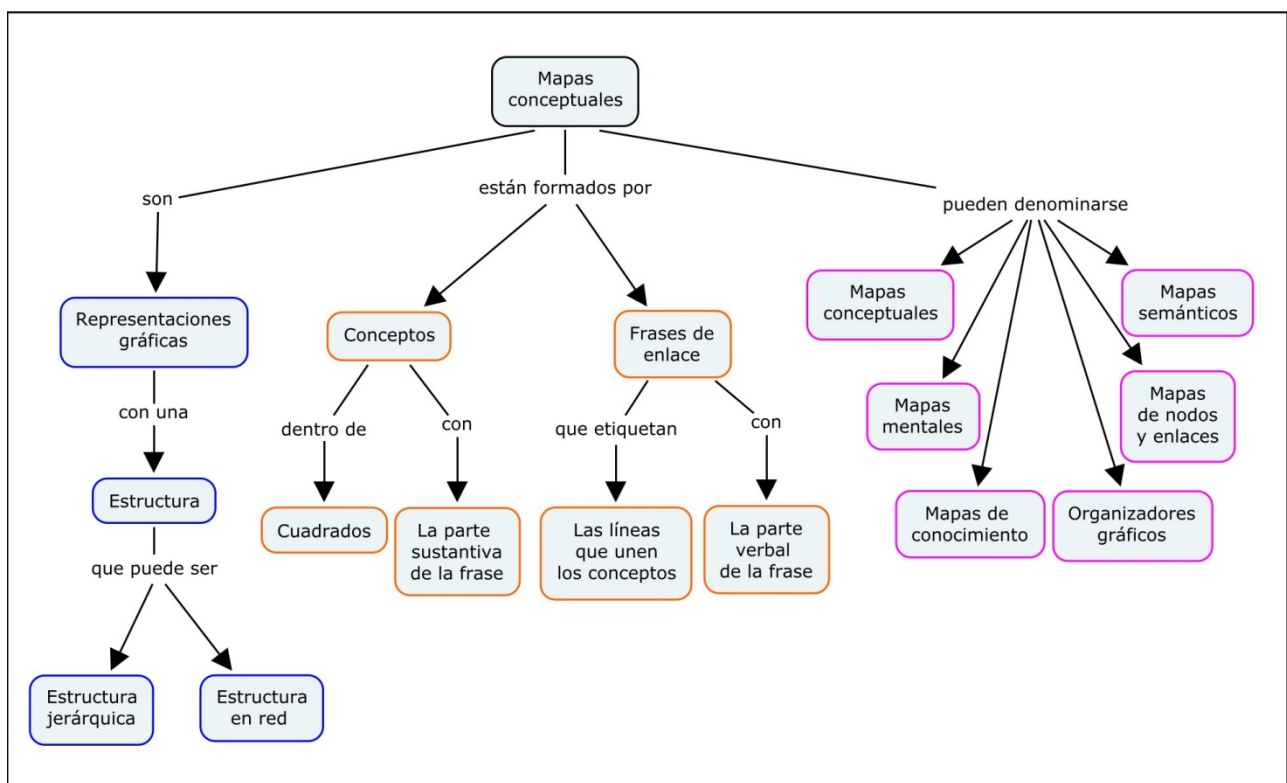 Mapas
conceptuales
son
están formados por
pueden denominarse
Representaciones
gráficas
con una
Estructura
que puede ser
Estructura
jerárquica
Estructura
en red
Conceptos
dentro de
con
Cuadrados
La parte
sustantiva
de la frase
Frases de
enlace
que etiquetan
con
Las líneas
que unen
los conceptos
La parte
verbal
de la frase
Mapas
conceptuales
Mapas
semánticos
Mapas
mentales
Mapas
de nodos
y enlaces
Mapas de
conocimiento
Organizadores
gráficos